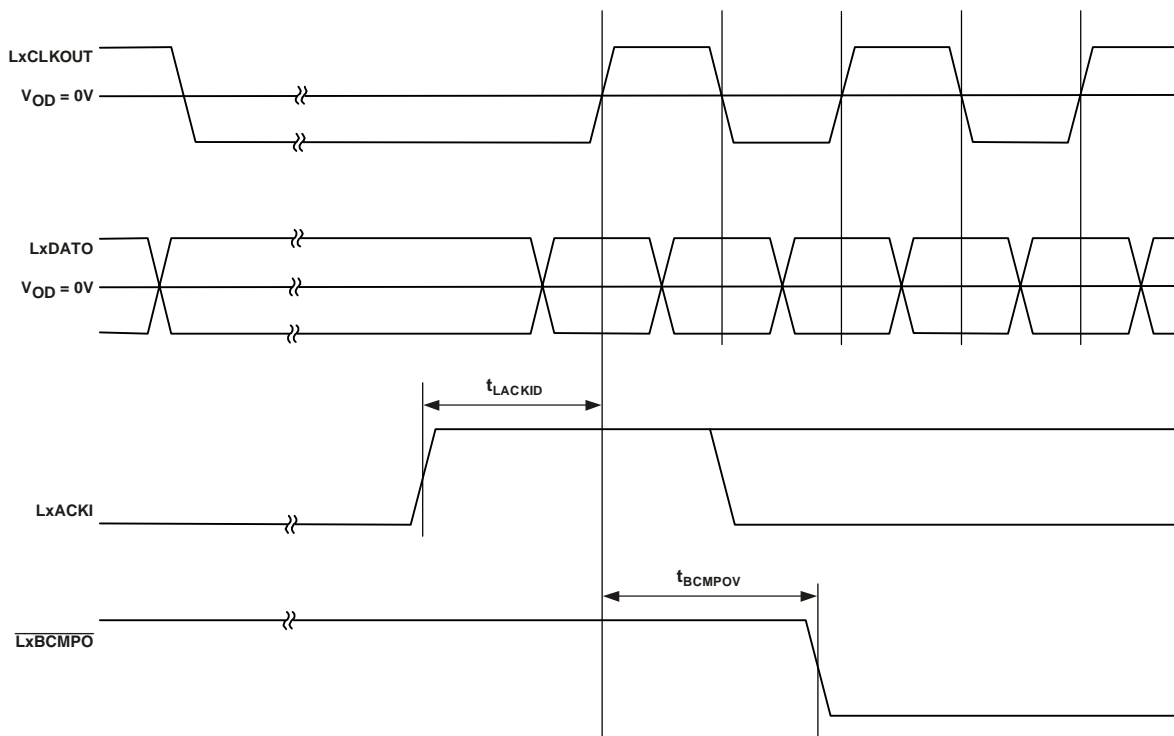 LxCLKOUT
VOD = 0V
LxDATO
VOD = 0V
tLACKID
LxACKI
tBCMPOV
LxBCMPO